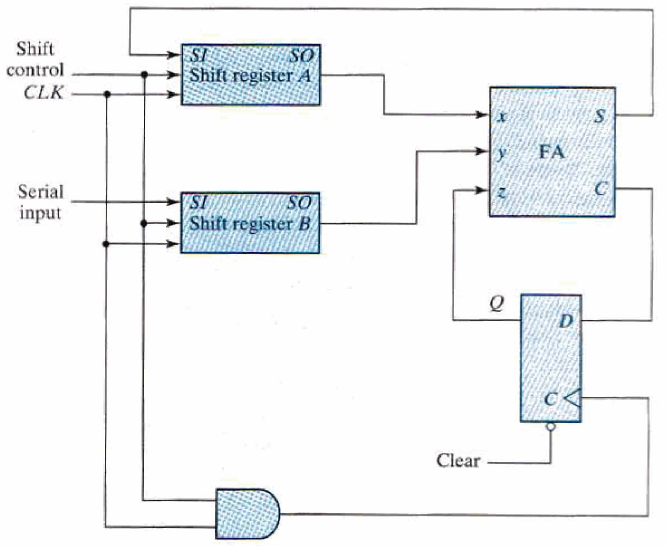 Shift
control
CLK
SI SO
Shift register A
x S
y FA
z C
Serial
input
SI SO
Shift register B
Q
D
C
Clear